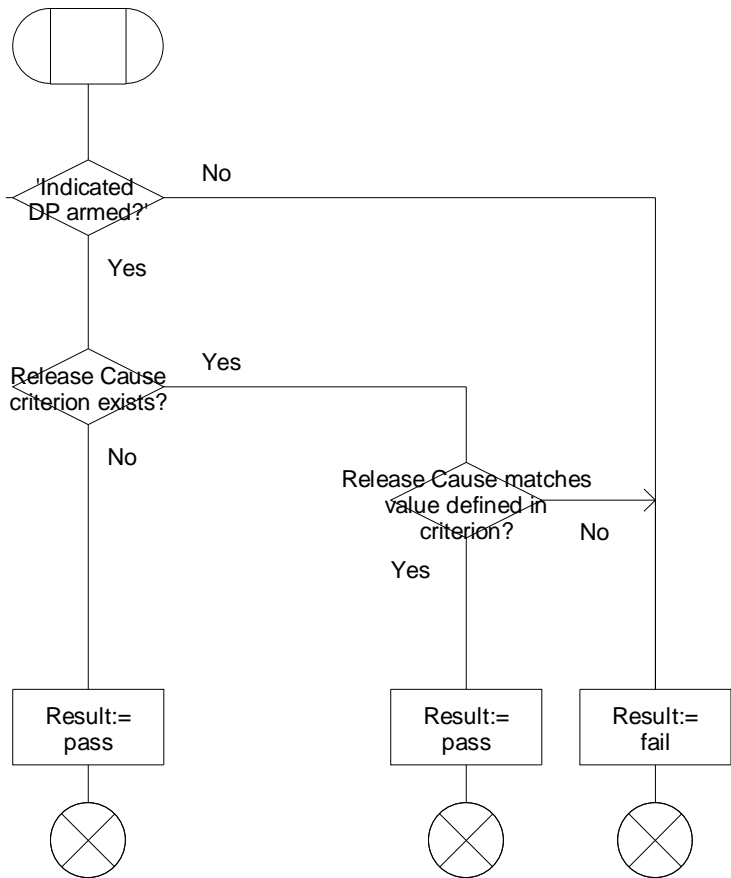 No
'Indicated
DP armed?'
Yes
Yes
Release Cause
criterion exists?
No
Release Cause matches
value defined in
criterion?
No
Yes
Result:=
pass
Result:=
pass
Result:=
fail